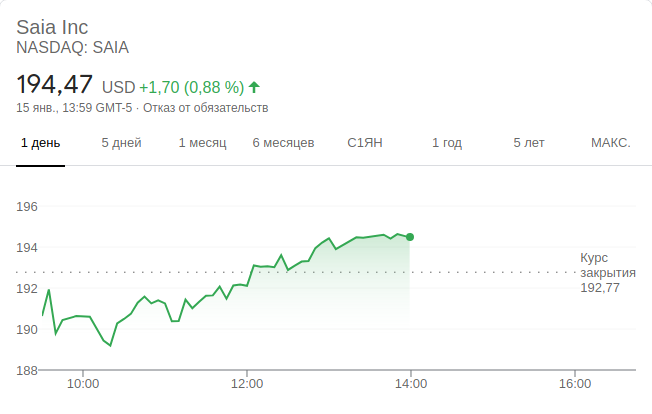 Saia Inc
NASDAQ: SAIA
194,47 USD +1,70 (0,88 %)
15 янв., 13:59 GMT-5 · Отказ от обязательств
1 день 5 дней 1 месяц 6 месяцев С1ЯН 1 год 5 лет МАКС.
196
194
Курс
закрытия
192,77
192
190
188
10:00 12:00 14:00 16:00